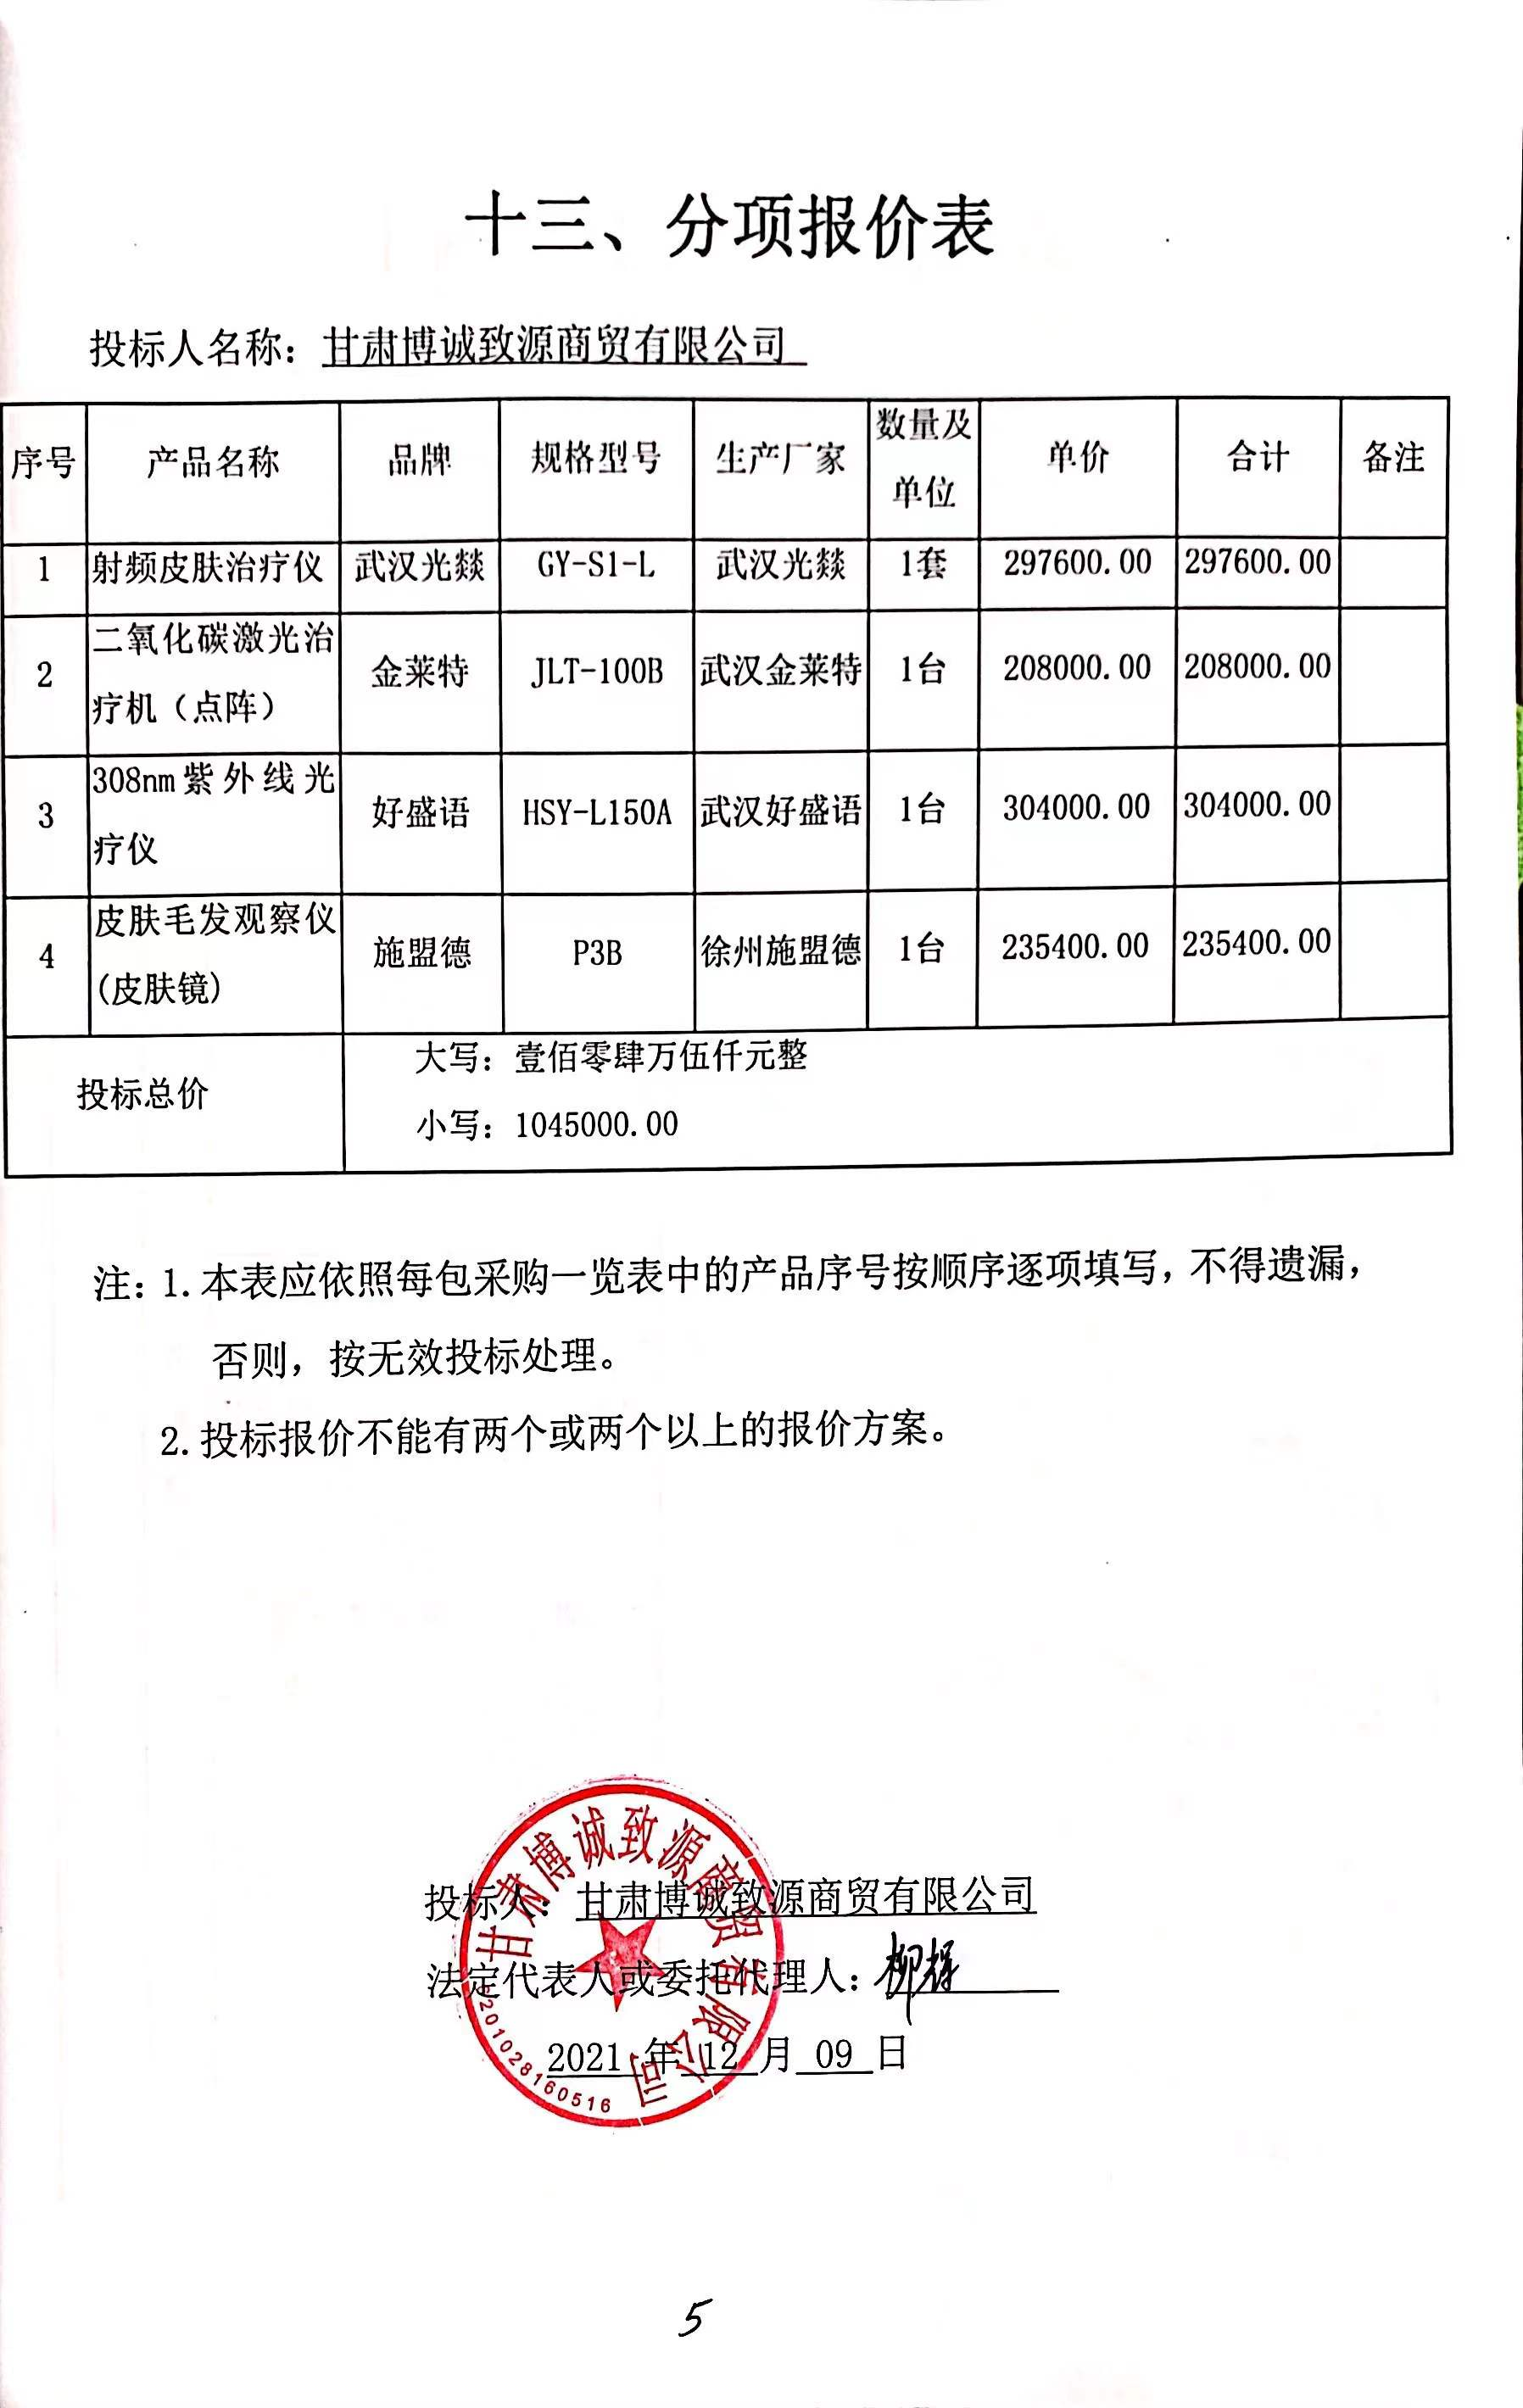 十三、分项报价表
投标人名称：甘肃博诚致源商贸有限公司
序号 产品名称 品牌 规格型号 生产厂家 数量及单位 单价 合计 备注
1 射频皮肤治疗仪 武汉光燚 GY-S1-L 武汉光燚 1套 297600.00 297600.00
2 二氧化碳激光治疗机（点阵） 金莱特 JLT-100B 武汉金莱特 1台 208000.00 208000.00
3 308nm紫外线光疗仪 好盛语 HSY-L150A 武汉好盛语 1台 304000.00 304000.00
4 皮肤毛发观察仪(皮肤镜) 施盟德 P3B 徐州施盟德 1台 235400.00 235400.00
投标总价
大写：壹佰零肆万伍仟元整
小写：1045000.00
注：1.本表应依照每包采购一览表中的产品序号按顺序逐项填写，不得遗漏，
否则，按无效投标处理。
2.投标报价不能有两个或两个以上的报价方案。
甘肃博诚致源商贸有限公司
6201028160516
投标人：甘肃博诚致源商贸有限公司
法定代表人或委托代理人：
2021 年 12 月 09 日
5